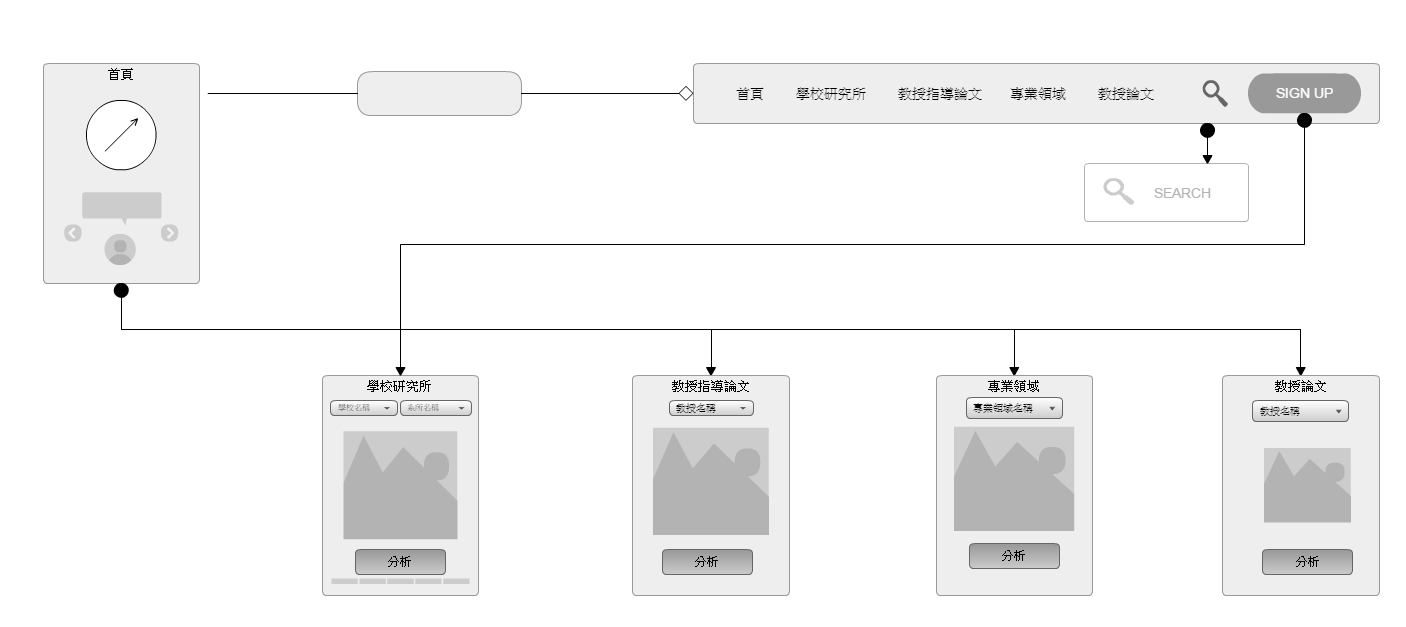 首頁
首頁 學校研究所 教授指導論文 專業領域 教授論文 SIGN UP
SEARCH
學校研究所
學校名稱 系所名稱
分析
教授指導論文
教授名稱
分析
專業領域
專業領域名稱
分析
教授論文
教授名稱
分析